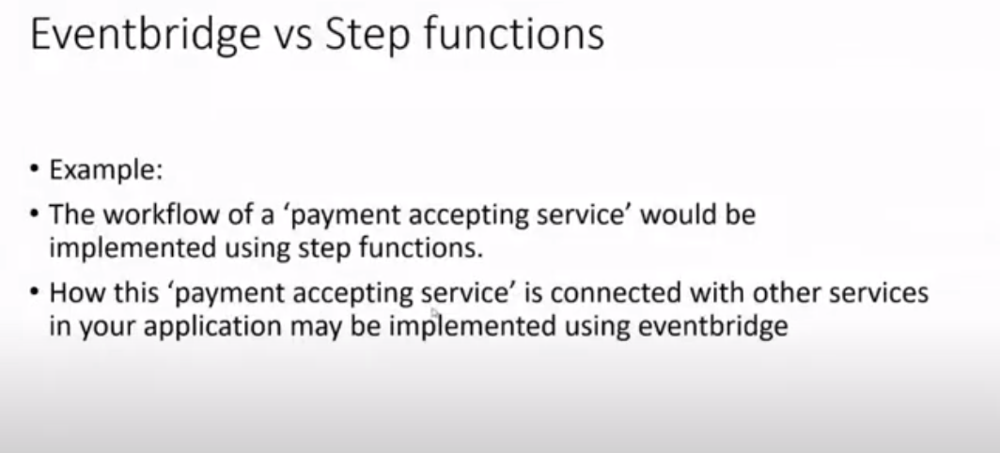 Eventbridge vs Step functions
• Example:
• The workflow of a ‘payment accepting service’ would be
implemented using step functions.
• How this ‘payment accepting service’ is connected with other services
in your application may be implemented using eventbridge